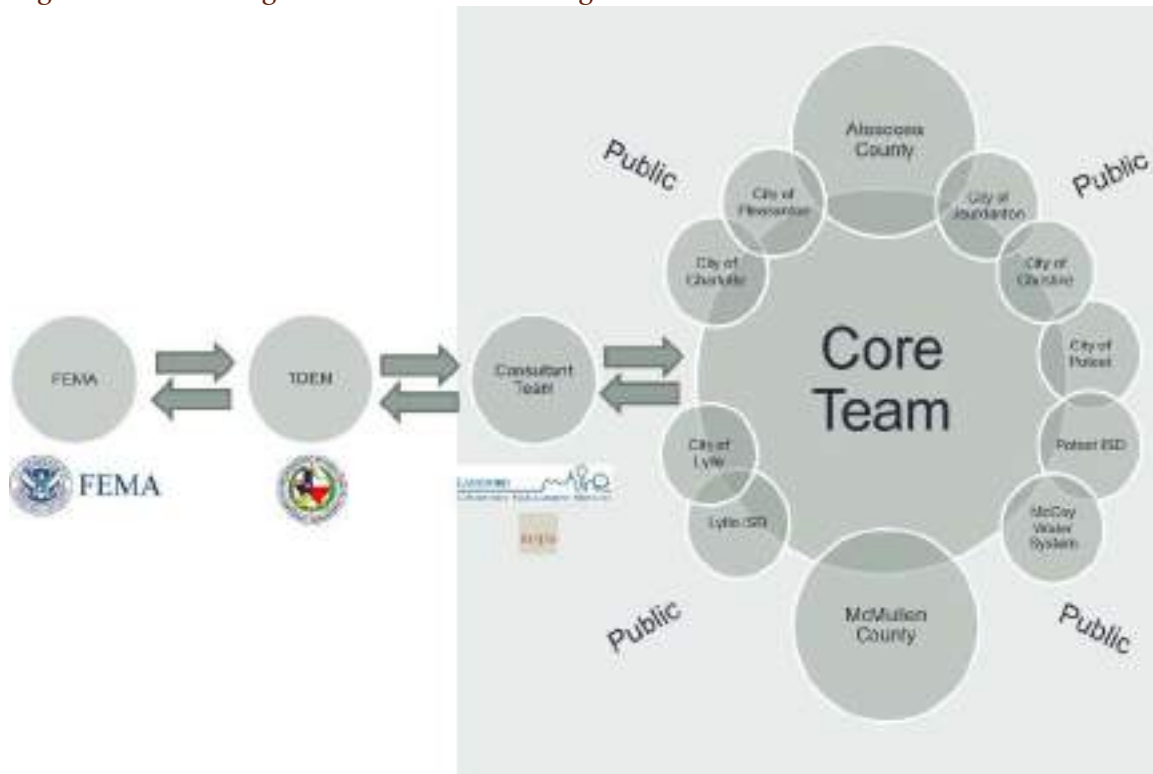 Public
Public
Atascosa
County
City of
Pleasanton
City of
Jourdanton
City of
Charlotte
City of
Christine
FEMA
TDEM
Consultant
Team
Core
Team
City of
Poteet
City of
Lytle
Poteet ISD
Lytle ISD
McCoy
Water
System
FEMA
McMullen
County
Public
Public